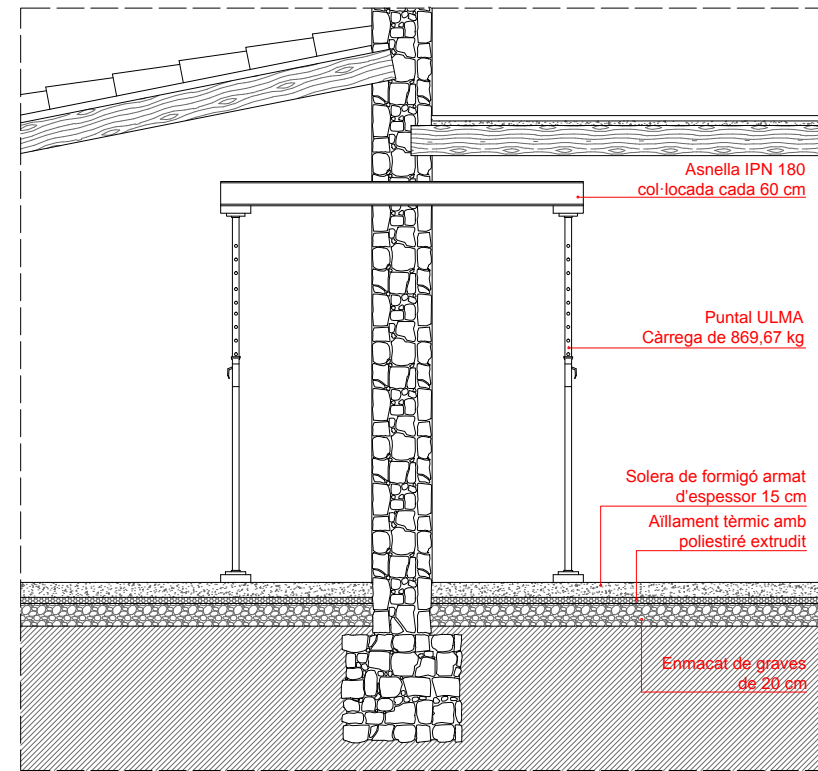 Asnella IPN 180
col·locada cada 60 cm
Puntal ULMA
Càrrega de 869,67 kg
Solera de formigó armat
d'espessor 15 cm
Aïllament tèrmic amb
poliestiré extrudit
Enmacat de graves
de 20 cm